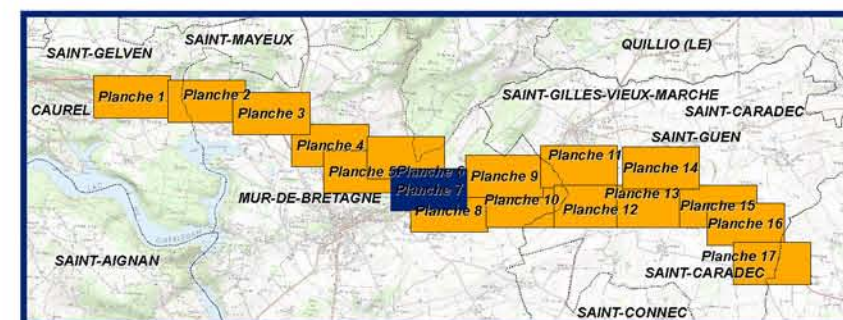 SAINT-GELVEN
SAINT-MAYEUX
QUILLIO (LE)
CAUREL
Planche 1
Planche 2
Planche 3
SAINT-GILLES-VIEUX-MARCHE
SAINT-CARADEC
SAINT-GUEN
Planche 4
Planche 5
Planche 6
Planche 7
Planche 8
Planche 9
Planche 10
Planche 11
Planche 12
Planche 13
Planche 14
Planche 15
Planche 16
Planche 17
MUR-DE-BRETAGNE
SAINT-AIGNAN
SAINT-CARADEC
SAINT-CONNEC